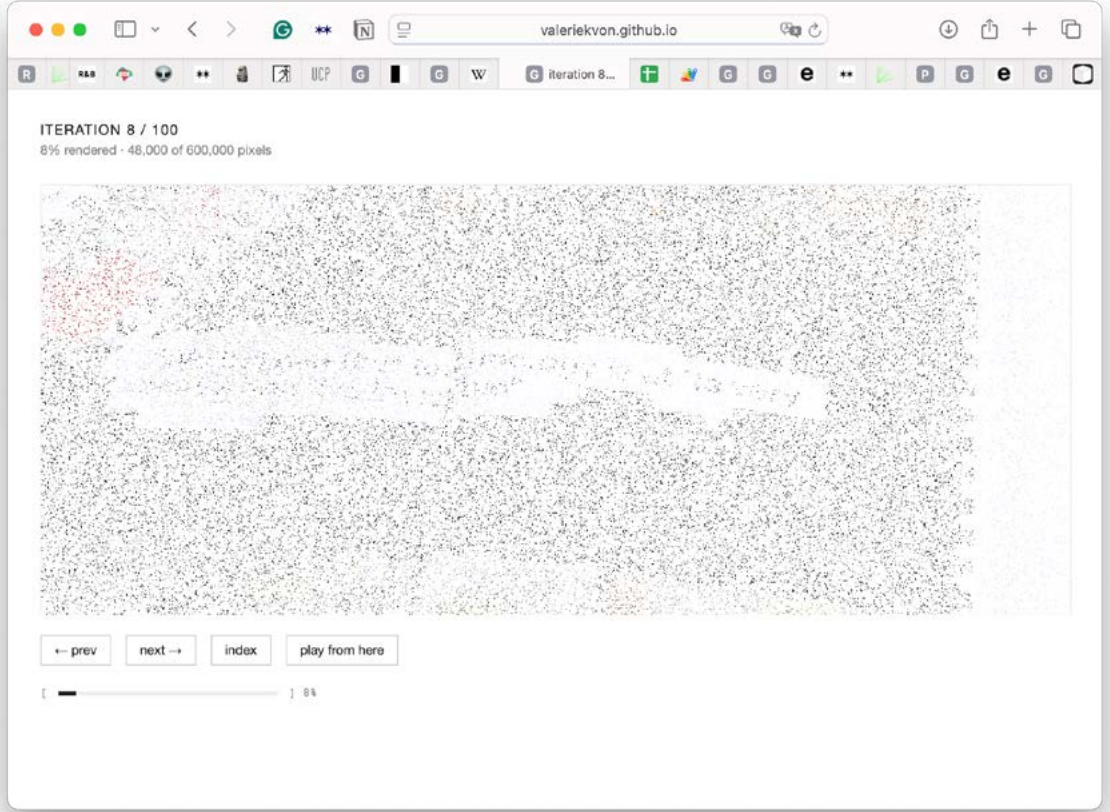 valeriekvon.github.io
R
R&B
UCP
G
G
W
G iteration 8...
G
G
e
P
G
e
G
ITERATION 8 / 100
8% rendered · 48,000 of 600,000 pixels
← prev
next →
index
play from here
[ ] 8%